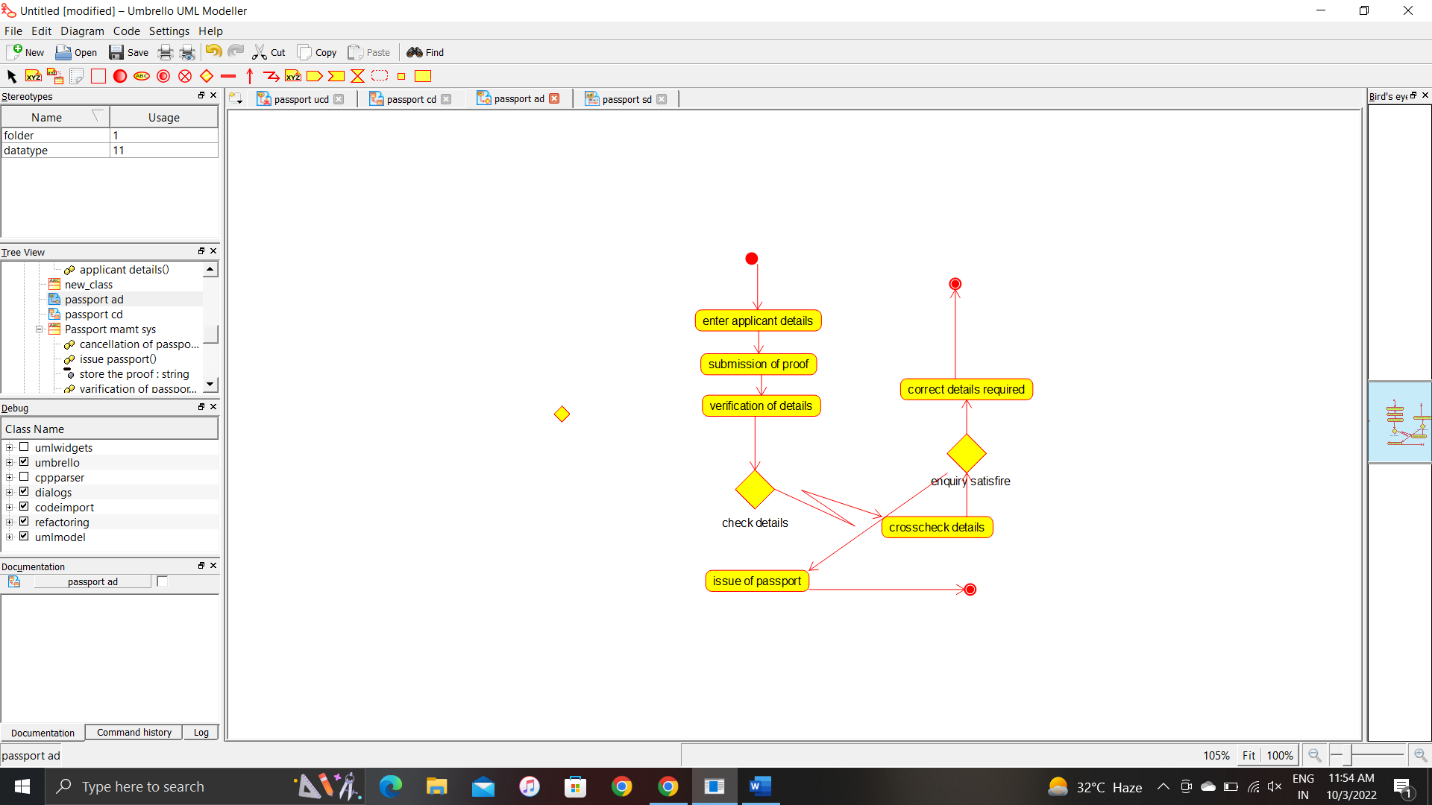 Untitled [modified] – Umbrello UML Modeller
File Edit Diagram Code Settings Help
New Open Save Cut Copy Paste Find
XYZ ABC XYZ
Stereotypes
Name Usage
folder 1
datatype 11
Tree View
applicant details()
new_class
passport ad
passport cd
Passport mamt sys
cancellation of passpo...
issue passport()
store the proof : string
varification of passpor...
Debug
Class Name
umlwidgets
umbrello
cppparser
dialogs
codeimport
refactoring
umlmodel
Documentation
passport ad
Documentation Command history Log
passport ucd passport cd passport ad passport sd
Bird's eye
enter applicant details
submission of proof
verification of details
check details
correct details required
enquiry satisfire
crosscheck details
issue of passport
passport ad
105% Fit 100%
Type here to search
32°C Haze
ENG
IN
11:54 AM
10/3/2022
1